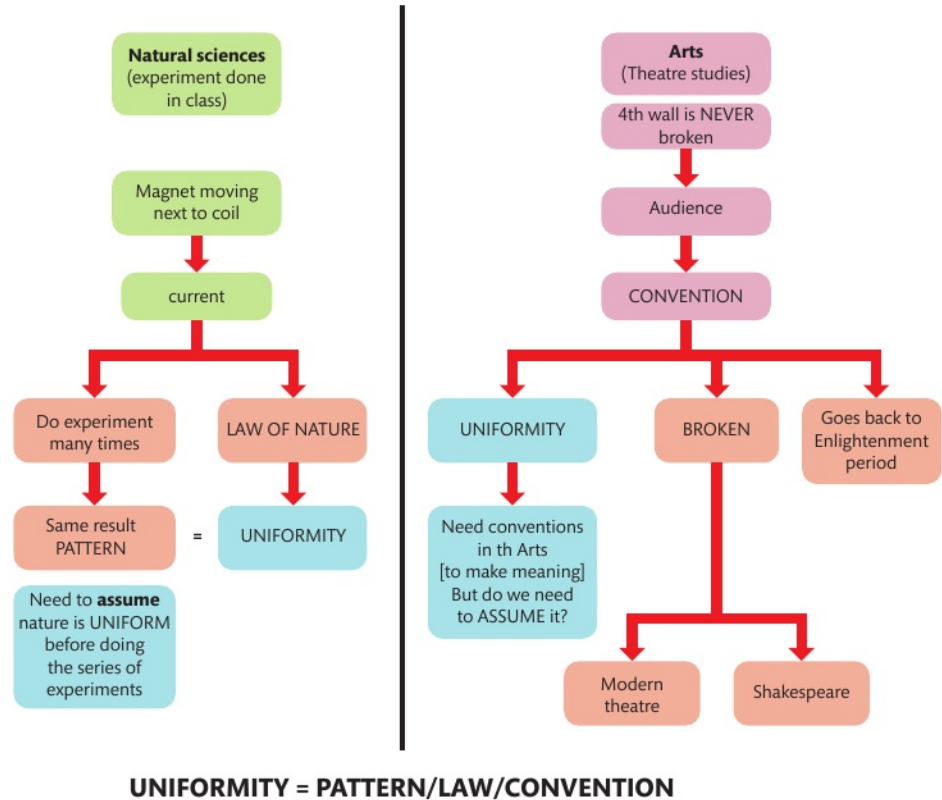 Natural sciences
(experiment done
in class)
Magnet moving
next to coil
current
Do experiment
many times
LAW OF NATURE
Same result
PATTERN
=
UNIFORMITY
Need to assume
nature is UNIFORM
before doing
the series of
experiments
Arts
(Theatre studies)
4th wall is NEVER
broken
Audience
CONVENTION
UNIFORMITY
BROKEN
Goes back to
Enlightenment
period
Need conventions
in th Arts
[to make meaning]
But do we need
to ASSUME it?
Modern
theatre
Shakespeare
UNIFORMITY = PATTERN/LAW/CONVENTION